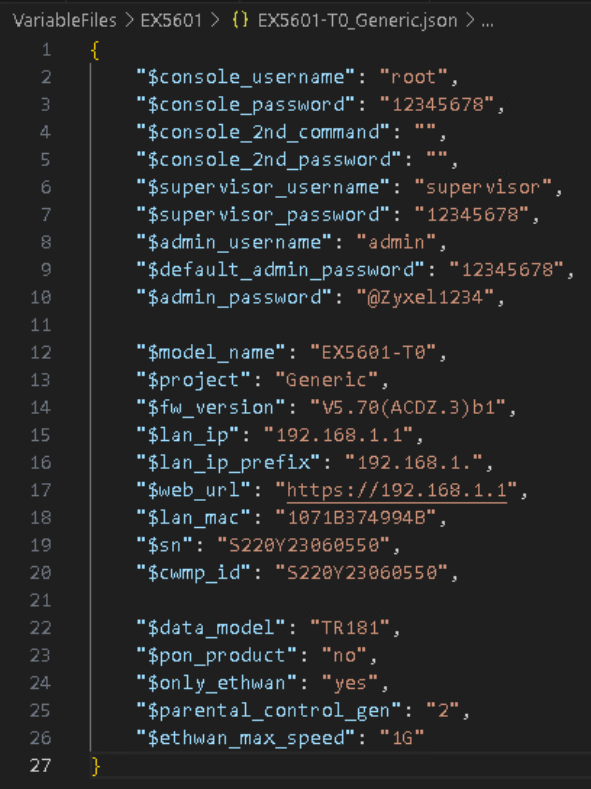 VariableFiles > EX5601 > {} EX5601-T0_Generic.json > ...
1 {
2 "$console_username": "root",
3 "$console_password": "12345678",
4 "$console_2nd_command": "",
5 "$console_2nd_password": "",
6 "$supervisor_username": "supervisor",
7 "$supervisor_password": "12345678",
8 "$admin_username": "admin",
9 "$default_admin_password": "12345678",
10 "$admin_password": "@Zyxel1234",
11
12 "$model_name": "EX5601-T0",
13 "$project": "Generic",
14 "$fw_version": "V5.70(ACDZ.3)b1",
15 "$lan_ip": "192.168.1.1",
16 "$lan_ip_prefix": "192.168.1.",
17 "$web_url": "https://192.168.1.1",
18 "$lan_mac": "1071B374994B",
19 "$sn": "S220Y23060550",
20 "$cwmp_id": "S220Y23060550",
21
22 "$data_model": "TR181",
23 "$pon_product": "no",
24 "$only_ethwan": "yes",
25 "$parental_control_gen": "2",
26 "$ethwan_max_speed": "1G"
27 }